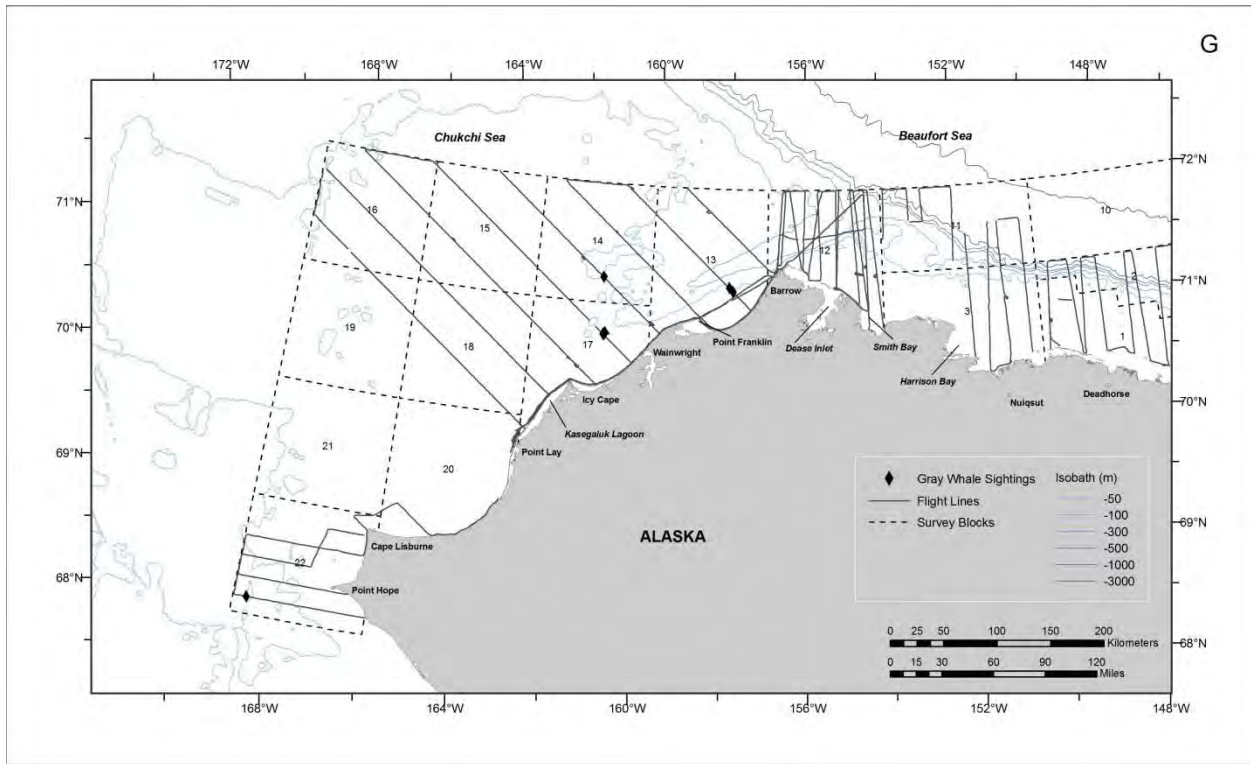 G
172°W 168°W 164°W 160°W 156°W 152°W 148°W
Chukchi Sea
Beaufort Sea
72°N
71°N
16
15
14
13
12
11
10
2
71°N
Barrow
3
1
70°N
19
18
17
Wainwright
Point Franklin
Dease Inlet
Smith Bay
Harrison Bay
Icy Cape
Nuiqsut
Deadhorse
70°N
Kasegaluk Lagoon
69°N
21
20
Point Lay
Gray Whale Sightings
Flight Lines
Survey Blocks
Isobath (m)
-50
-100
-300
-500
-1000
-3000
69°N
ALASKA
Cape Lisburne
22
68°N
Point Hope
0 25 50 100 150 200
Kilometers
68°N
0 15 30 60 90 120
Miles
168°W 164°W 160°W 156°W 152°W 148°W